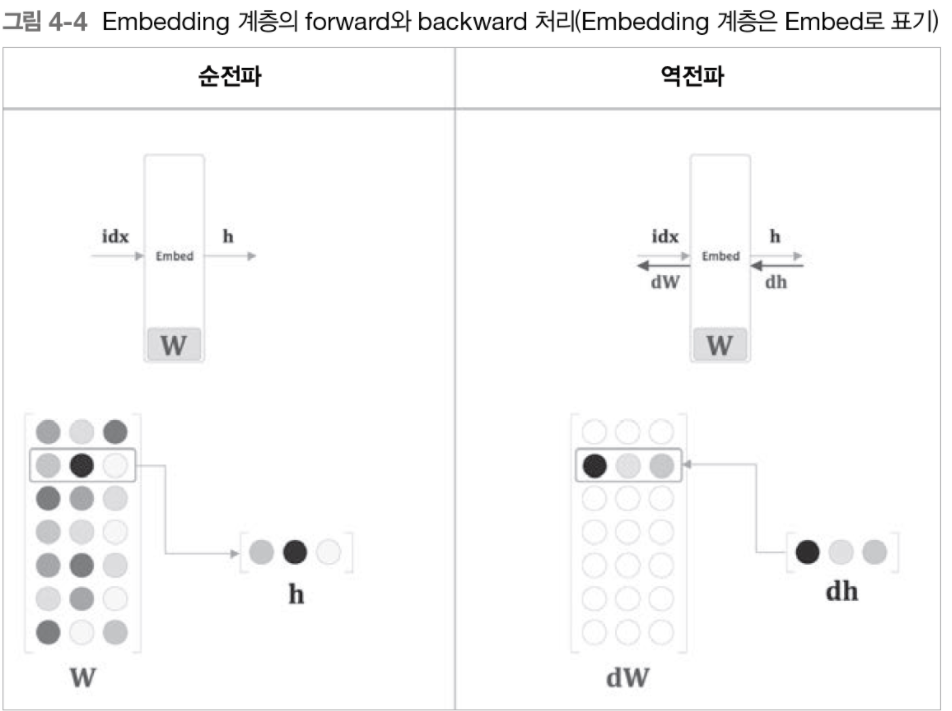 그림 4-4 Embedding 계층의 forward와 backward 처리(Embedding 계층은 Embed로 표기)
순전파
역전파
idx
h
Embed
W
idx
h
Embed
dW
dh
W
h
W
dh
dW